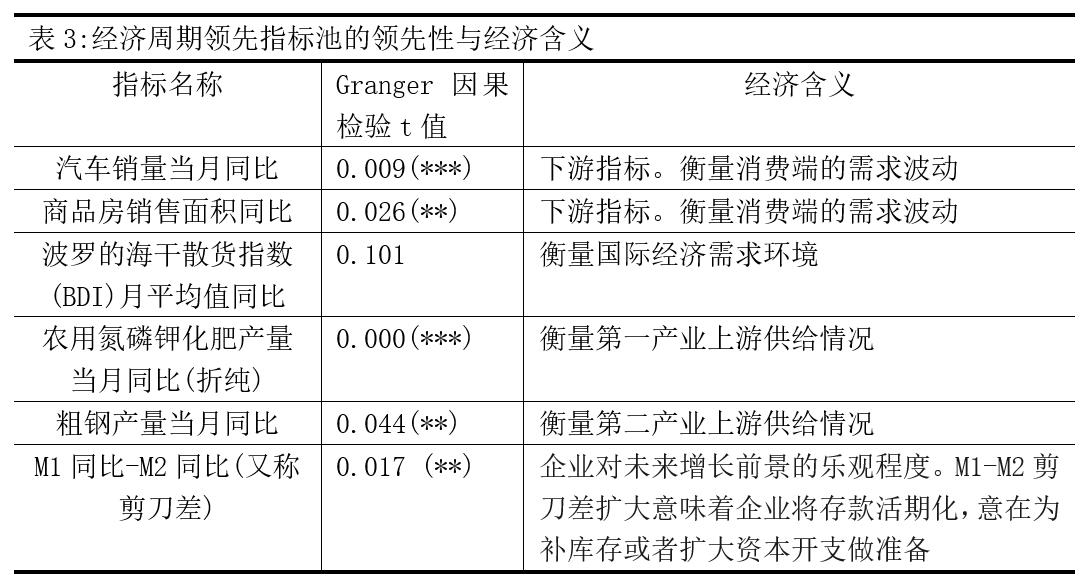 表 3:经济周期领先指标池的领先性与经济含义
指标名称
Granger 因果
检验 t 值
经济含义
汽车销量当月同比
0.009(***)
下游指标。衡量消费端的需求波动
商品房销售面积同比
0.026(**)
下游指标。衡量消费端的需求波动
波罗的海干散货指数
(BDI)月平均值同比
0.101
衡量国际经济需求环境
农用氮磷钾化肥产量
当月同比(折纯)
0.000(***)
衡量第一产业上游供给情况
粗钢产量当月同比
0.044(**)
衡量第二产业上游供给情况
M1 同比-M2 同比(又称
剪刀差)
0.017 (**)
企业对未来增长前景的乐观程度。M1-M2 剪
刀差扩大意味着企业将存款活期化,意在为
补库存或者扩大资本开支做准备